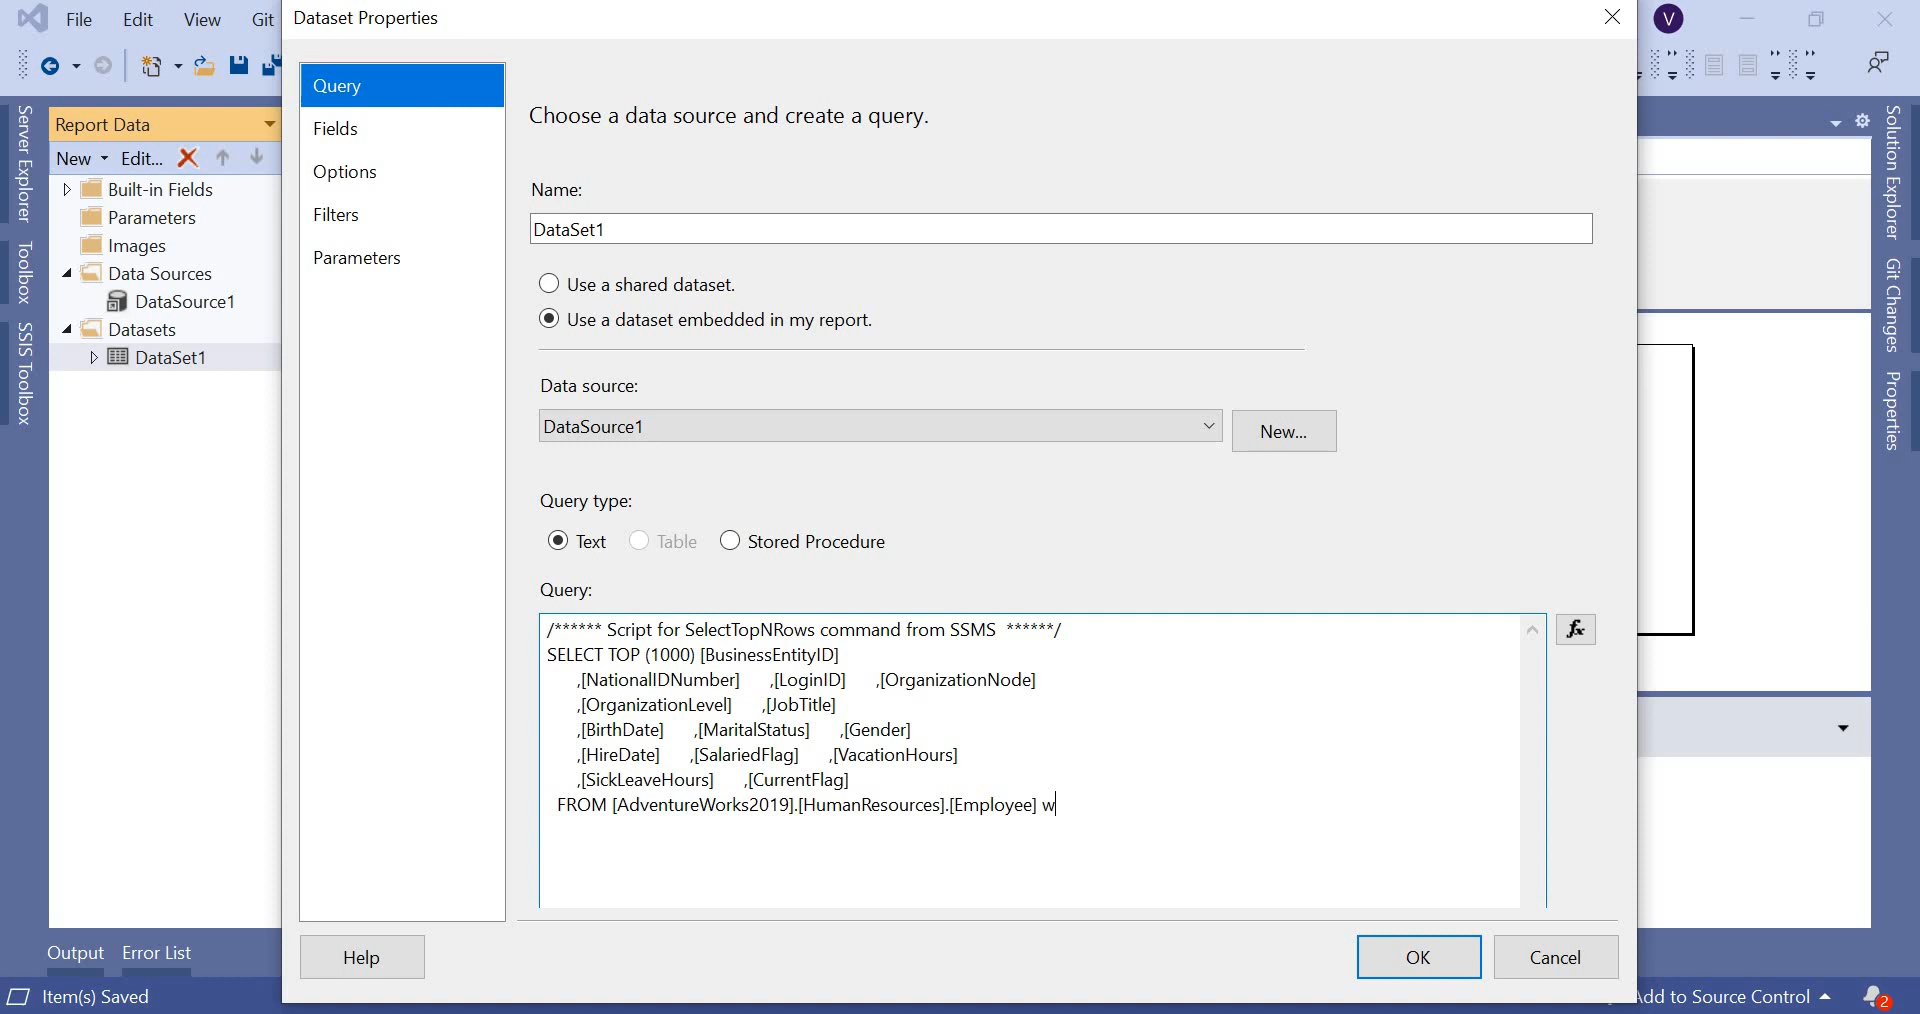 File Edit View Git
Dataset Properties
V
Report Data
New Edit...
Built-in Fields
Parameters
Images
Data Sources
DataSource1
Datasets
DataSet1
Server Explorer
Toolbox
SSIS Toolbox
Query
Fields
Options
Filters
Parameters
Choose a data source and create a query.
Name:
DataSet1
Use a shared dataset.
Use a dataset embedded in my report.
Data source:
DataSource1
New...
Query type:
Text Table Stored Procedure
Query:
/****** Script for SelectTopNRows command from SSMS ******/
SELECT TOP (1000) [BusinessEntityID]
,[NationalIDNumber] ,[LoginID] ,[OrganizationNode]
,[OrganizationLevel] ,[JobTitle]
,[BirthDate] ,[MaritalStatus] ,[Gender]
,[HireDate] ,[SalariedFlag] ,[VacationHours]
,[SickLeaveHours] ,[CurrentFlag]
FROM [AdventureWorks2019].[HumanResources].[Employee] w
fx
Help
OK
Cancel
Solution Explorer
Git Changes
Properties
Output Error List
Item(s) Saved
Add to Source Control
2